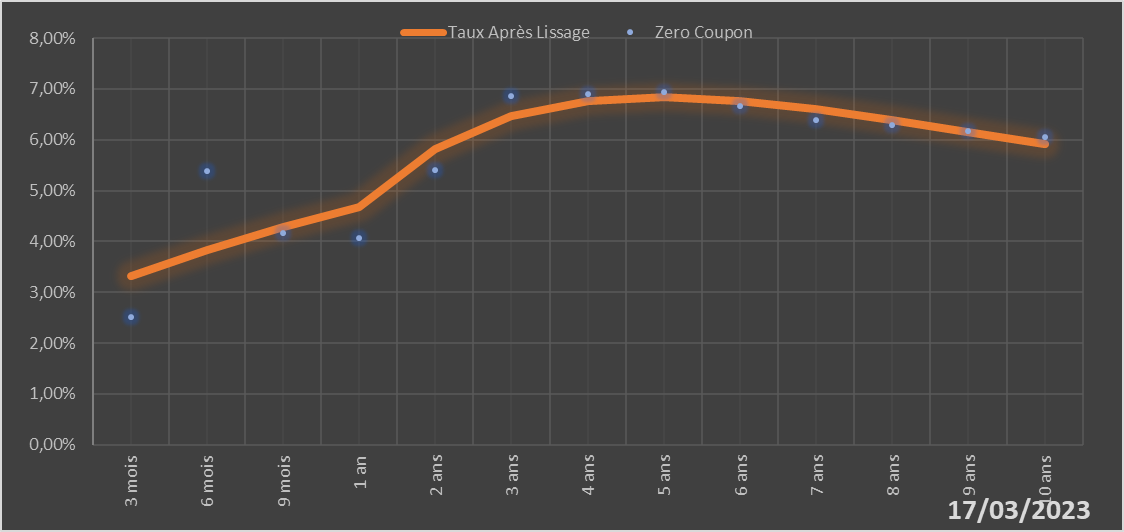 Taux Après Lissage
Zero Coupon
8,00%
7,00%
6,00%
5,00%
4,00%
3,00%
2,00%
1,00%
0,00%
3 mois
6 mois
9 mois
1 an
2 ans
3 ans
4 ans
5 ans
6 ans
7 ans
8 ans
9 ans
10 ans
17/03/2023